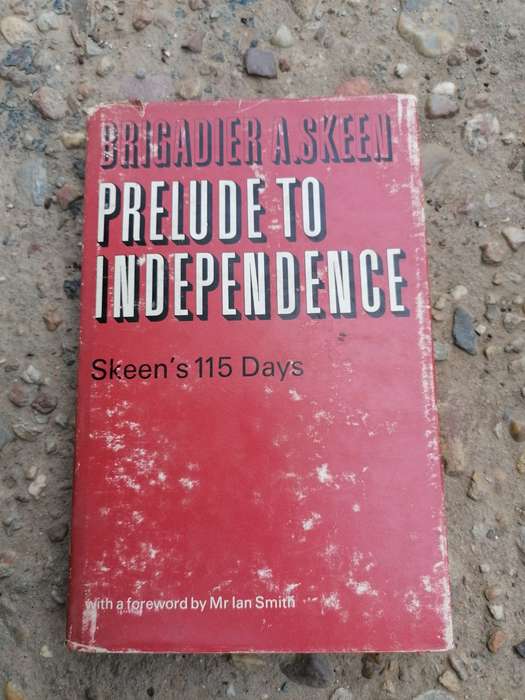 BRIGADIER A.SKEEN
PRELUDE TO
INDEPENDENCE
Skeen's 115 Days
with a foreword by Mr Ian Smith